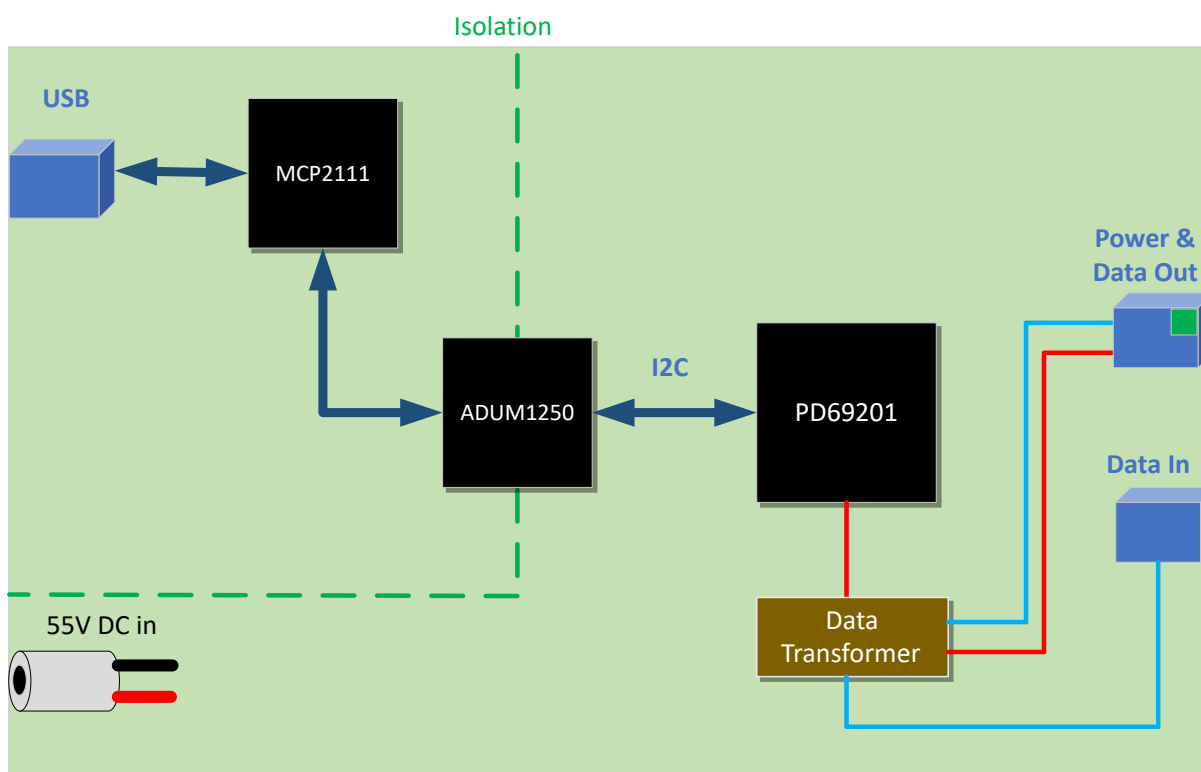 Isolation
USB
MCP2111
Power &
Data Out
I2C
ADUM1250
PD69201
Data In
55V DC in
Data
Transformer